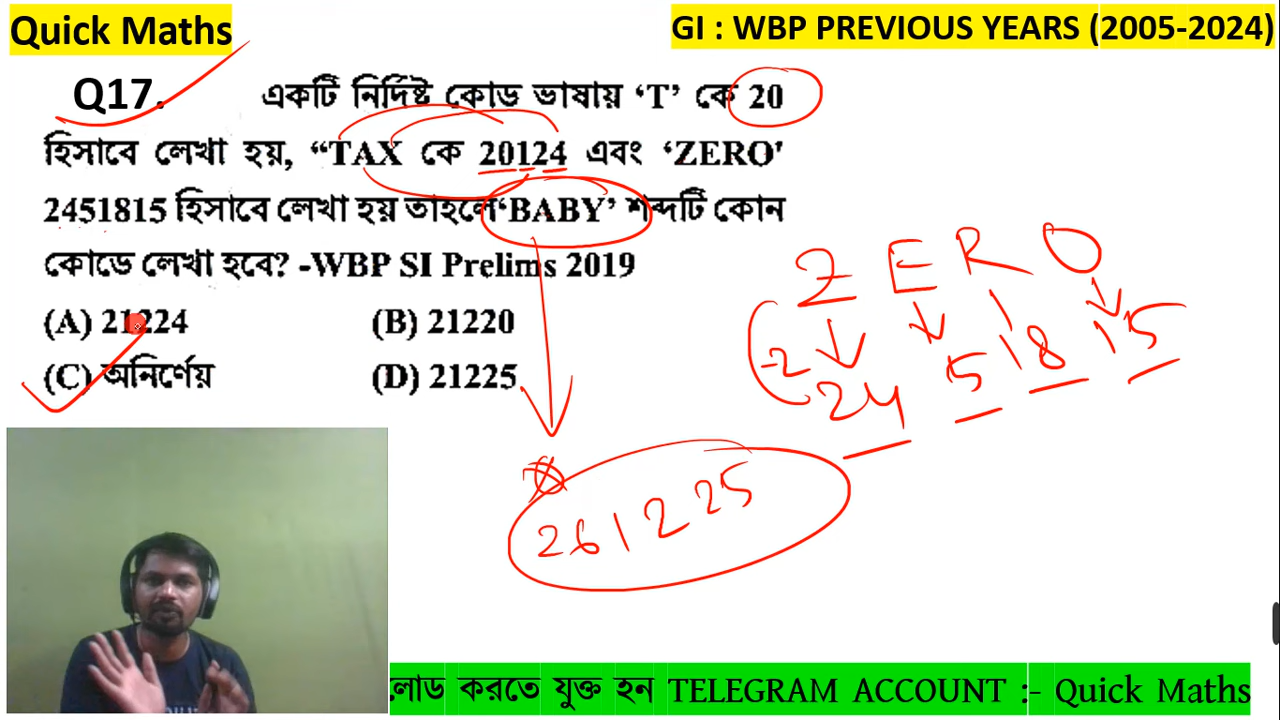 Quick Maths
GI : WBP PREVIOUS YEARS (2005-2024)
Q17. একটি নির্দিষ্ট কোড ভাষায় ‘T’ কে 20
হিসাবে লেখা হয়, “TAX কে 20124 এবং ‘ZERO'
2451815 হিসাবে লেখা হয় তাহলে‘BABY’ শব্দটি কোন
কোডে লেখা হবে? -WBP SI Prelims 2019
(A) 21224 (B) 21220
(C) অনির্ণেয় (D) 21225
Z E R O
-2 24 5 18 15
261225
লোড করতে যুক্ত হন TELEGRAM ACCOUNT :- Quick Maths